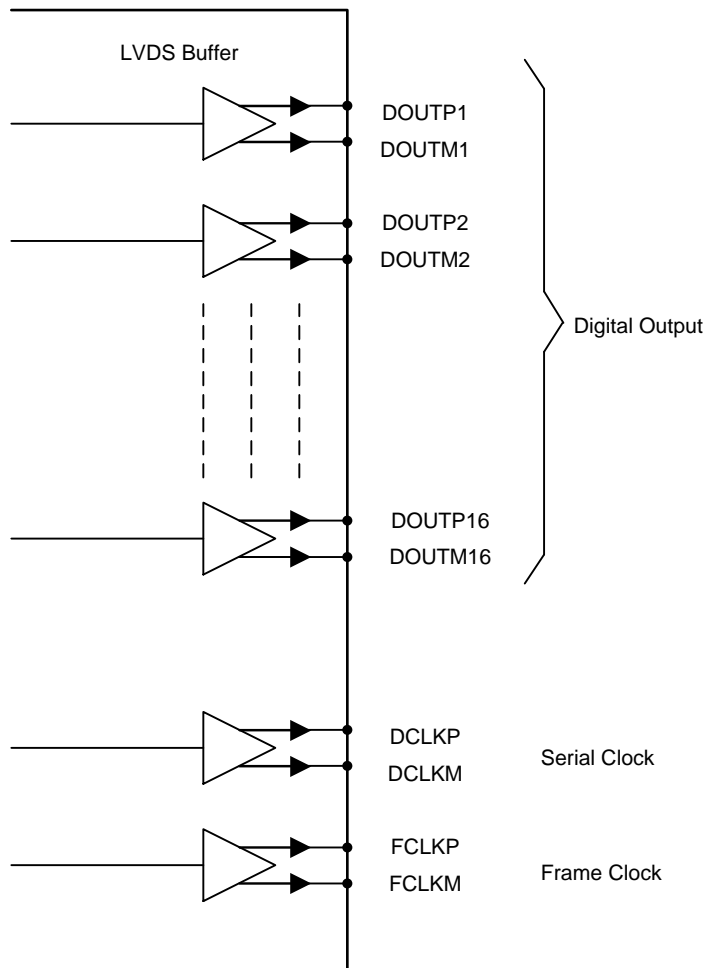 LVDS Buffer
DOUTP1
DOUTM1
DOUTP2
DOUTM2
Digital Output
DOUTP16
DOUTM16
DCLKP
DCLKM
Serial Clock
FCLKP
FCLKM
Frame Clock